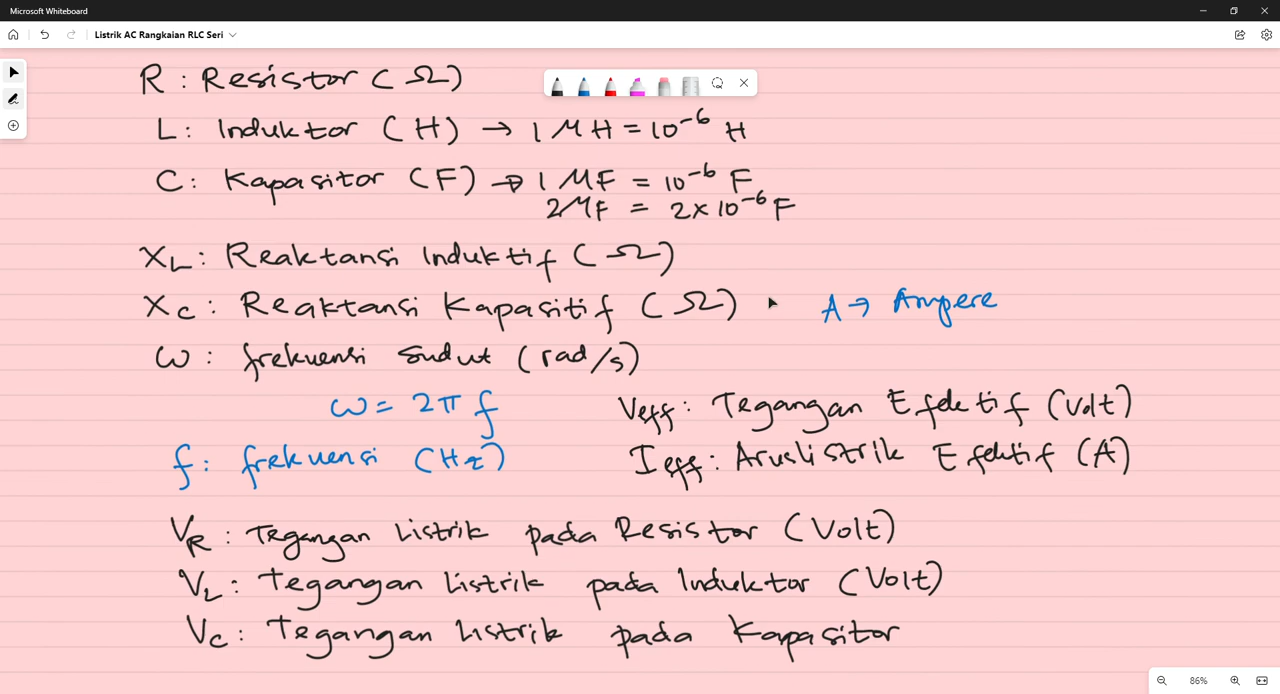 Microsoft Whiteboard
Listrik AC Rangkaian RLC Seri
R : Resistor (Ω)
L : Induktor (H) → 1 μH = 10⁻⁶ H
C : Kapasitor (F) → 1 μF = 10⁻⁶ F
2μF = 2 x 10⁻⁶ F
X_L : Reaktansi Induktif (Ω)
X_C : Reaktansi Kapasitif (Ω) A → Ampere
ω : frekuensi sudut (rad/s)
ω = 2π f
Veff : Tegangan Efektif (Volt)
f : frekuensi (Hz)
Ieff : Arus listrik Efektif (A)
V_R : Tegangan Listrik pada Resistor (Volt)
V_L : Tegangan Listrik pada Induktor (Volt)
V_C : Tegangan Listrik pada Kapasitor
86%